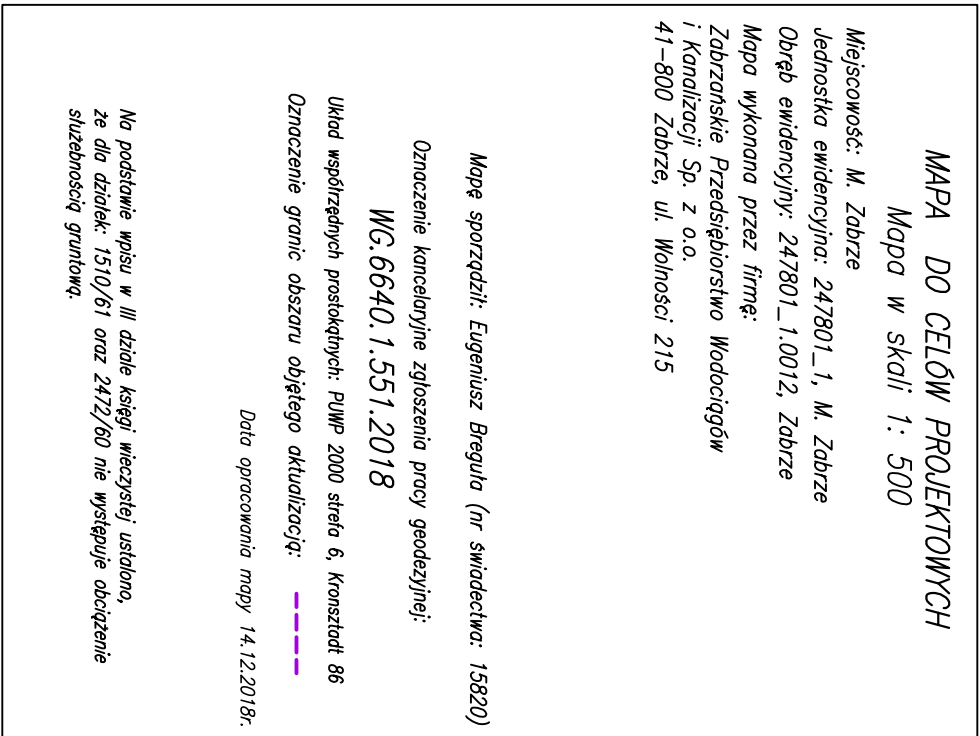 MAPA DO CELÓW PROJEKTOWYCH
Mapa w skali 1: 500
Miejscowość: M. Zabrze
Jednostka ewidencyjna: 247801_1, M. Zabrze
Obręb ewidencyjny: 247801_1.0012, Zabrze
Mapa wykonana przez firmę:
Zabrzańskie Przedsiębiorstwo Wodociągów
i Kanalizacji Sp. z o.o.
41-800 Zabrze, ul. Wolności 215
Mapę sporządził: Eugeniusz Breguła (nr świadectwa: 15820)
Oznaczenie kancelaryjne zgłoszenia pracy geodezyjnej:
WG.6640.1.551.2018
Układ współrzędnych prostokątnych: PUWP 2000 strefa 6, Kronsztadt 86
Oznaczenie granic obszaru objętego aktualizacją:
Data opracowania mapy 14.12.2018r.
Na podstawie wpisu w III dziale księgi wieczystej ustalono,
że dla działek: 1510/61 oraz 2472/60 nie występuje obciążenie
służebnością gruntową.